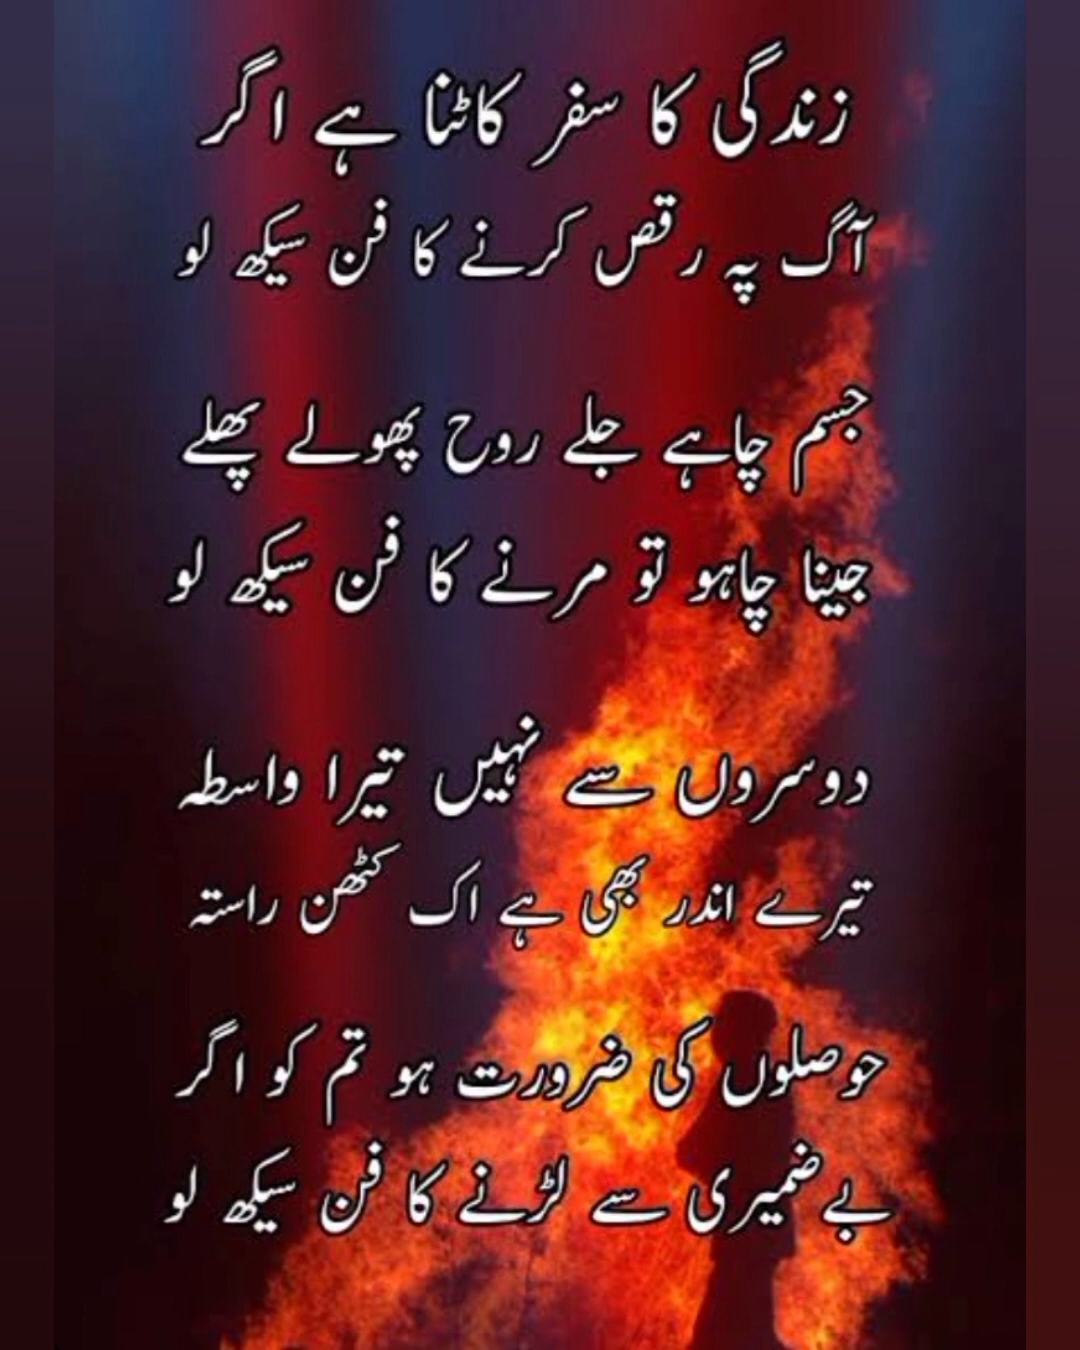 زندگی کا سفر کاٹنا ہے اگر
آگ پہ رقص کرنے کا فن سیکھ لو
جسم چاہے جلے روح پھولے پھلے
جینا چاہو تو مرنے کا فن سیکھ لو
دوسروں سے نہیں تیرا واسطہ
تیرے اندر بھی ہے اک کٹھن راستہ
حوصلوں کی ضرورت ہو تم کو اگر
بےضمیری سے لڑنے کا فن سیکھ لو